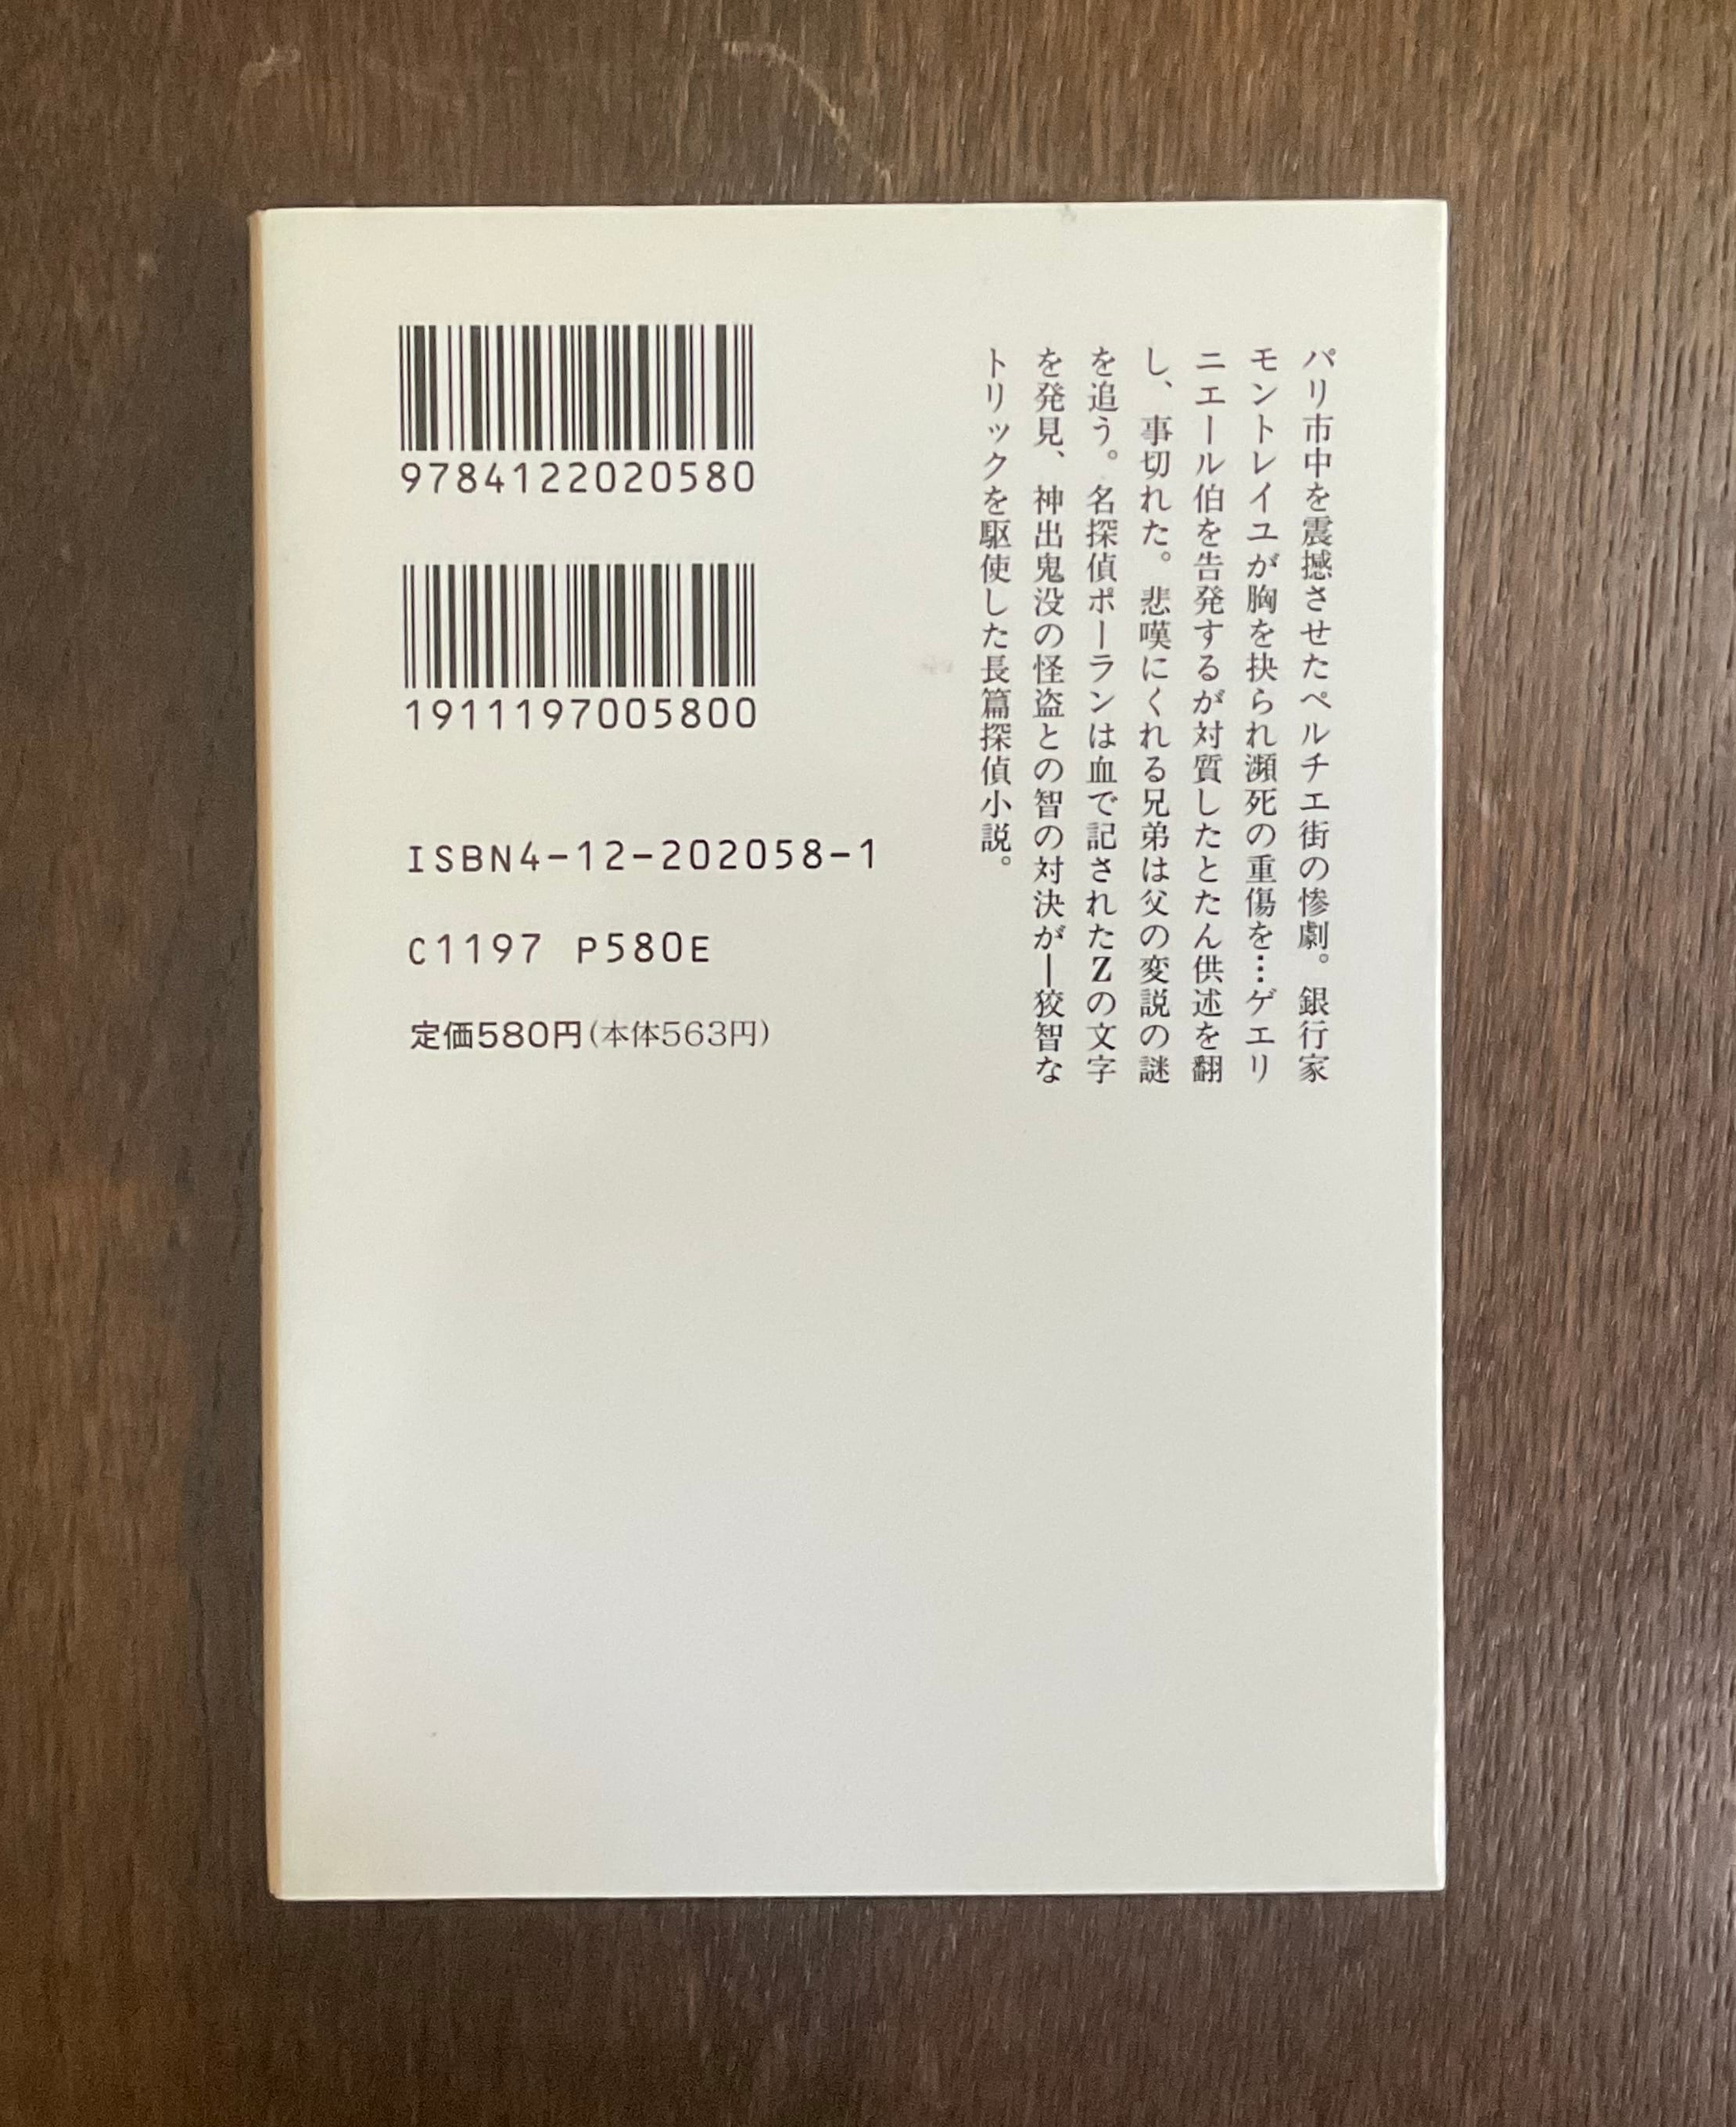 パリ市中を震撼させたペルチエ街の惨劇。銀行家
モントレイユが胸を抉られ瀕死の重傷を…ゲエリ
ニエール伯を告発するが対質したとたん供述を翻
し、事切れた。悲嘆にくれる兄弟は父の変説の謎
を追う。名探偵ポーランは血で記されたZの文字
を発見、神出鬼没の怪盗との智の対決が―狡智な
トリックを駆使した長篇探偵小説。
9784122020580
1911197005800
ISBN4-12-202058-1
C1197 P580E
定価580円(本体563円)